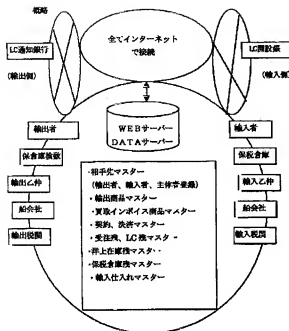 概略
全てインターネット
で接続
LC通知銀行
(輸出側)
LC開設銀
(輸入側)
輸出者
保倉庫検数
輸出乙仲
船会社
輸出税関
WEBサーバー
DATAサーバー
輸入者
保税倉庫
輸入乙仲
船会社
輸入税関
・相手先マスター
(輸出者、輸入者、主体者登録)
・輸出商品マスター
・買取インボイス商品マスター
・契約、決済マスター
・受注残、LC残マスター
・洋上在庫残マスター
・保税倉庫残マスター
・輸入仕入れマスター